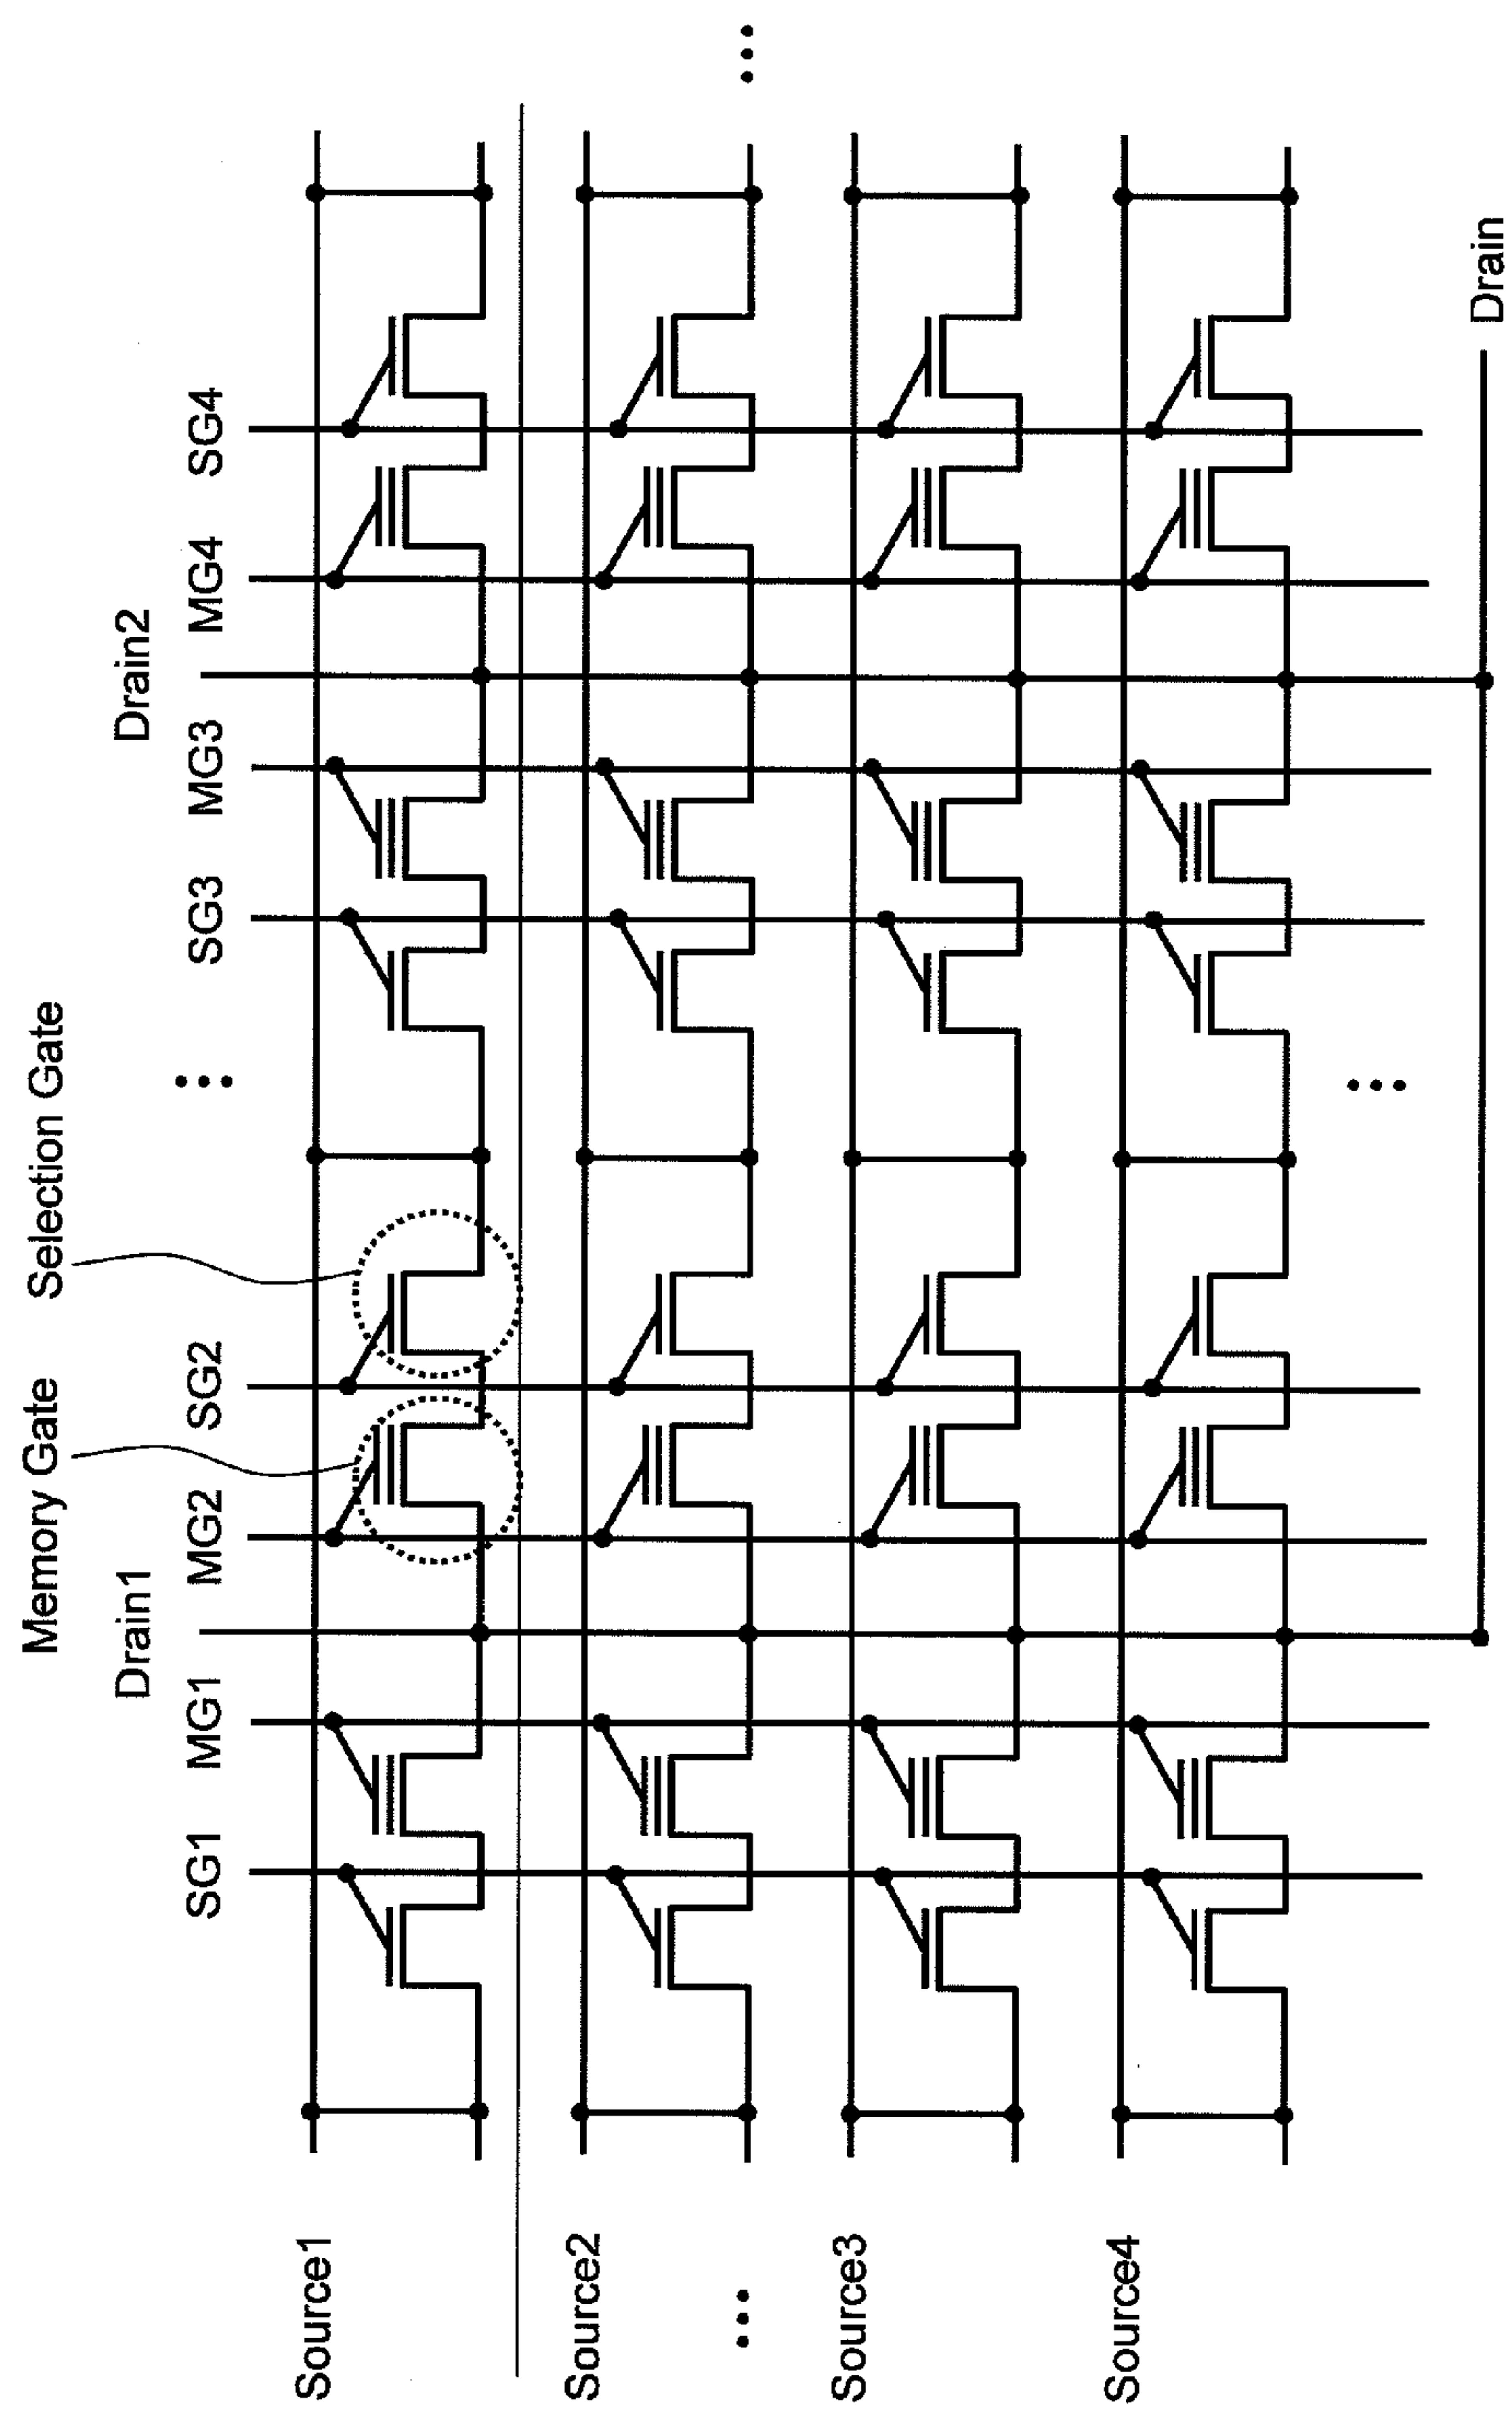 Memory Gate
Selection Gate
Drain1
Drain2
SG1
MG1
MG2
SG2
SG3
MG3
MG4
SG4
Source1
Source2
Source3
Source4
Drain